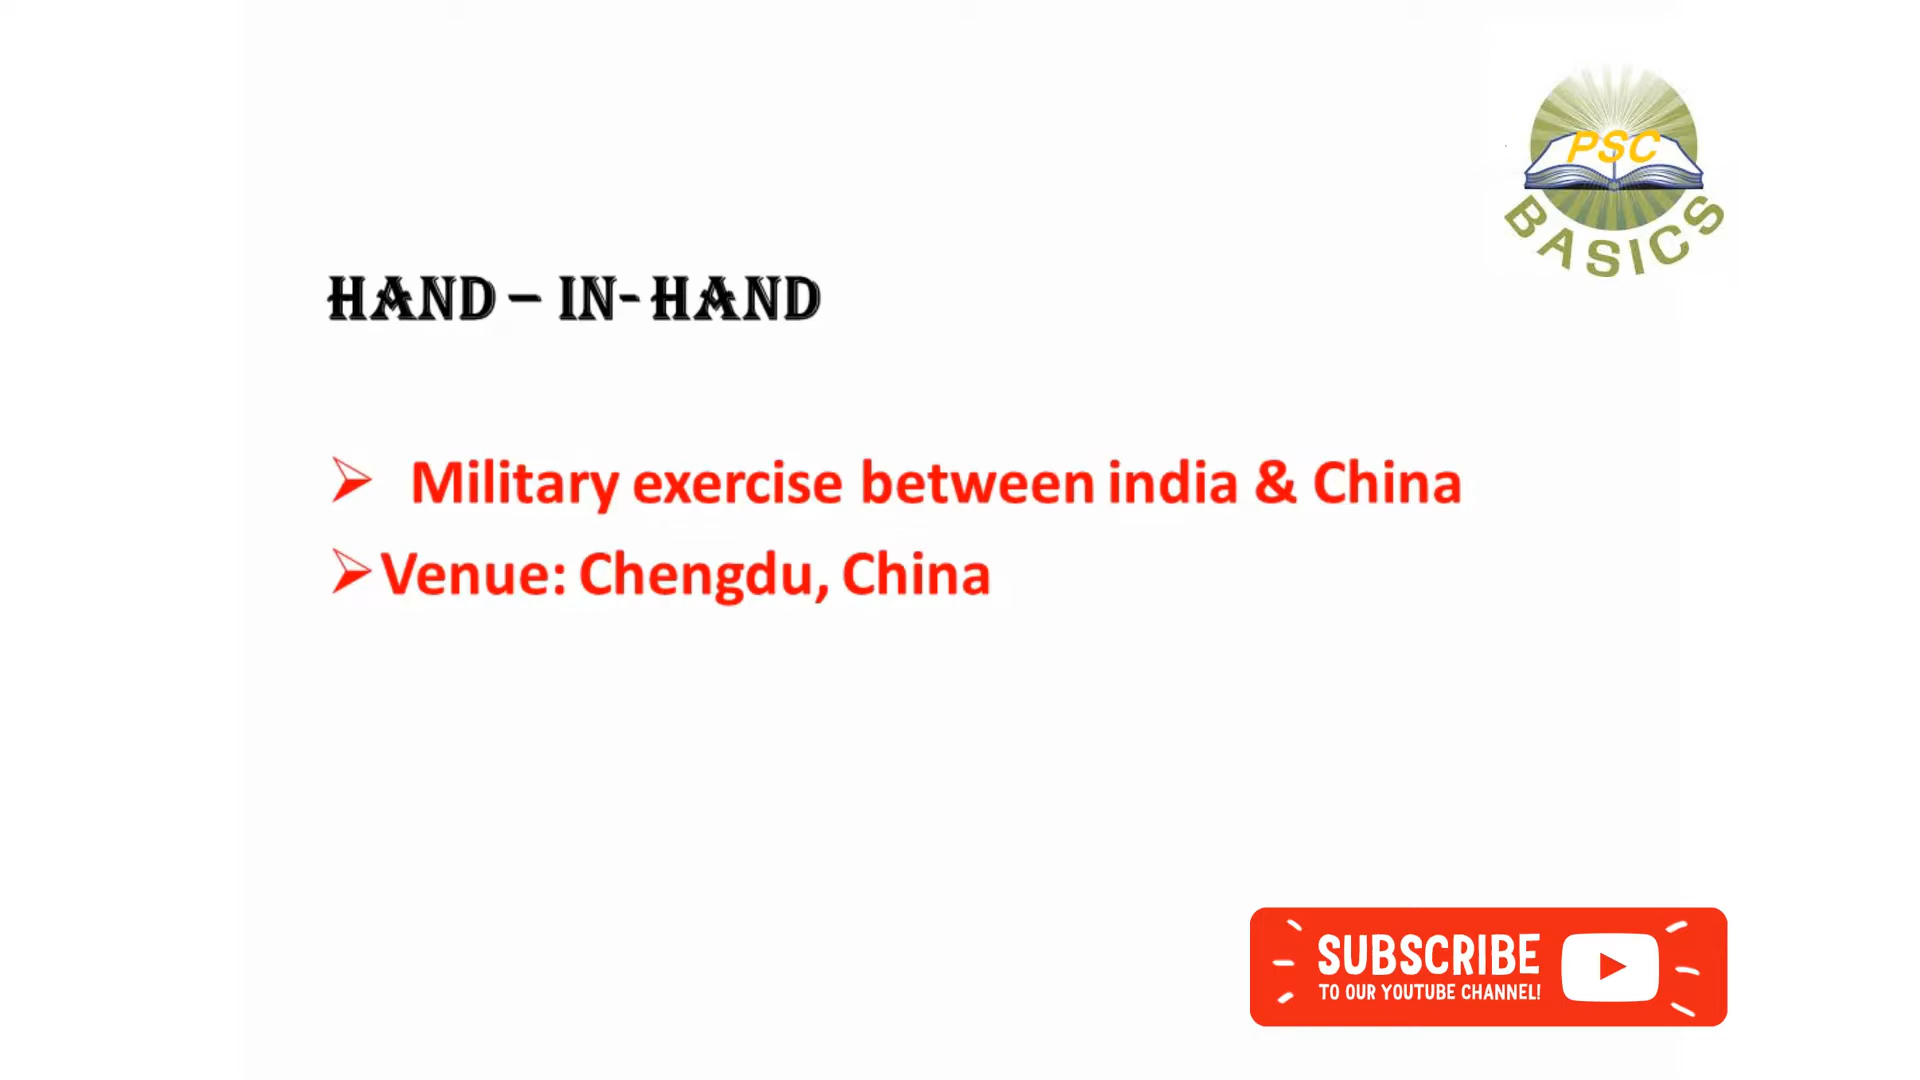 PSC
BASICS
HAND – IN- HAND
Military exercise between india & China
Venue: Chengdu, China
SUBSCRIBE
TO OUR YOUTUBE CHANNEL!